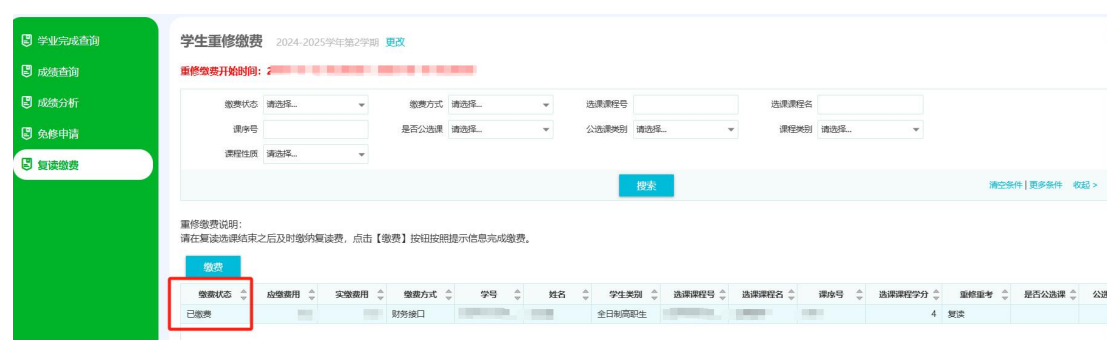 学业完成查询
成绩查询
成绩分析
免修申请
复读缴费
学生重修缴费 2024-2025学年第2学期 更改
重修缴费开始时间: 2
缴费状态 请选择... 缴费方式 请选择... 选课课程号 选课课程名
课序号 是否公选课 请选择... 公选课类别 请选择... 课程类别 请选择...
课程性质 请选择...
搜索 清空条件 | 更多条件 收起 >
重修缴费说明:
请在复读选课结束之后及时缴纳复读费，点击【缴费】按钮按照提示信息完成缴费。
缴费
缴费状态 应缴费用 实缴费用 缴费方式 学号 姓名 学生类别 选课课程号 选课课程名 课序号 选课课程学分 重修重考 是否公选课 公选
已缴费 财务接口 全日制高职生 4 复读